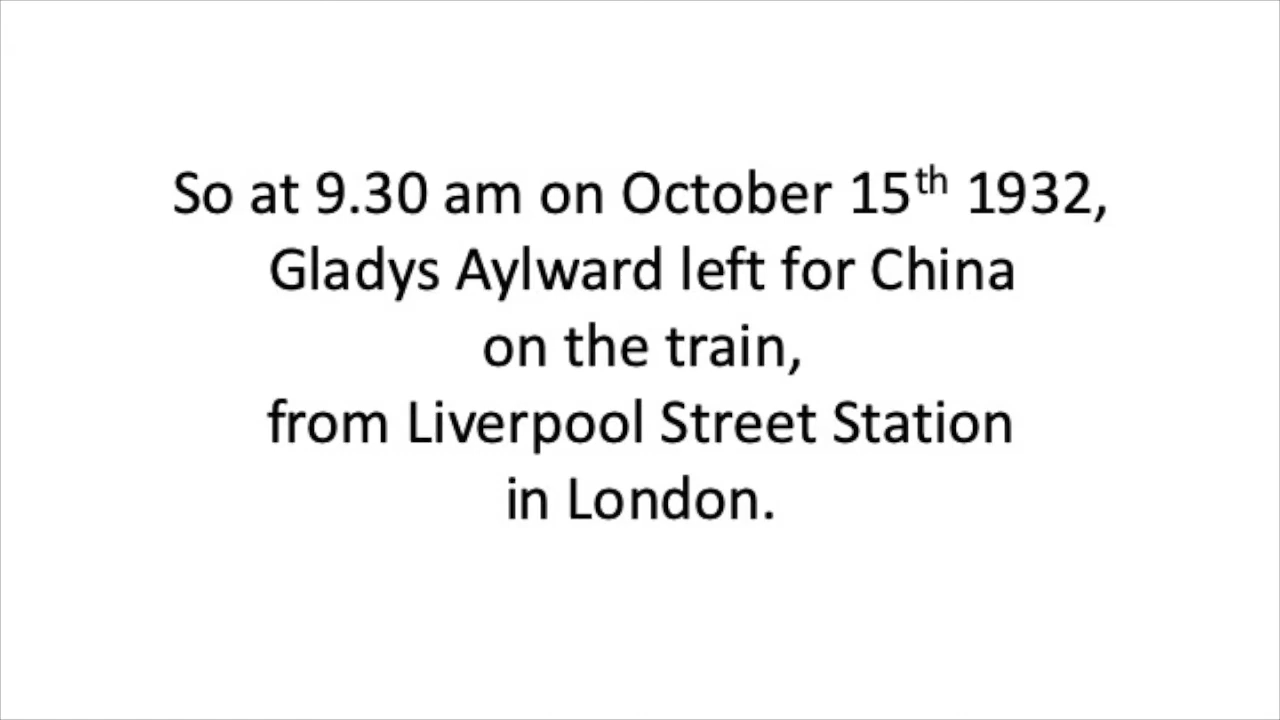 So at 9.30 am on October 15th 1932,
Gladys Aylward left for China
on the train,
from Liverpool Street Station
in London.